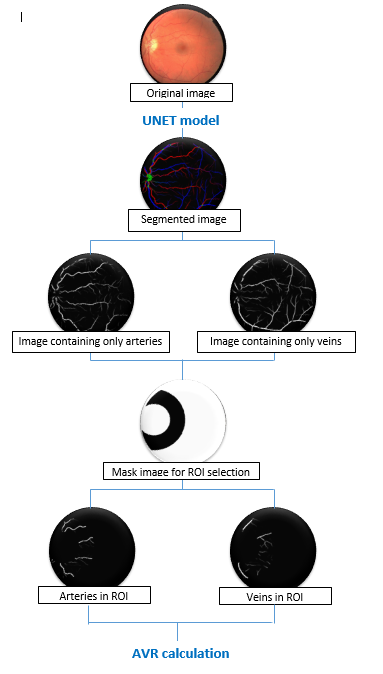 Original image
UNET model
Segmented image
Image containing only arteries
Image containing only veins
Mask image for ROI selection
Arteries in ROI
Veins in ROI
AVR calculation